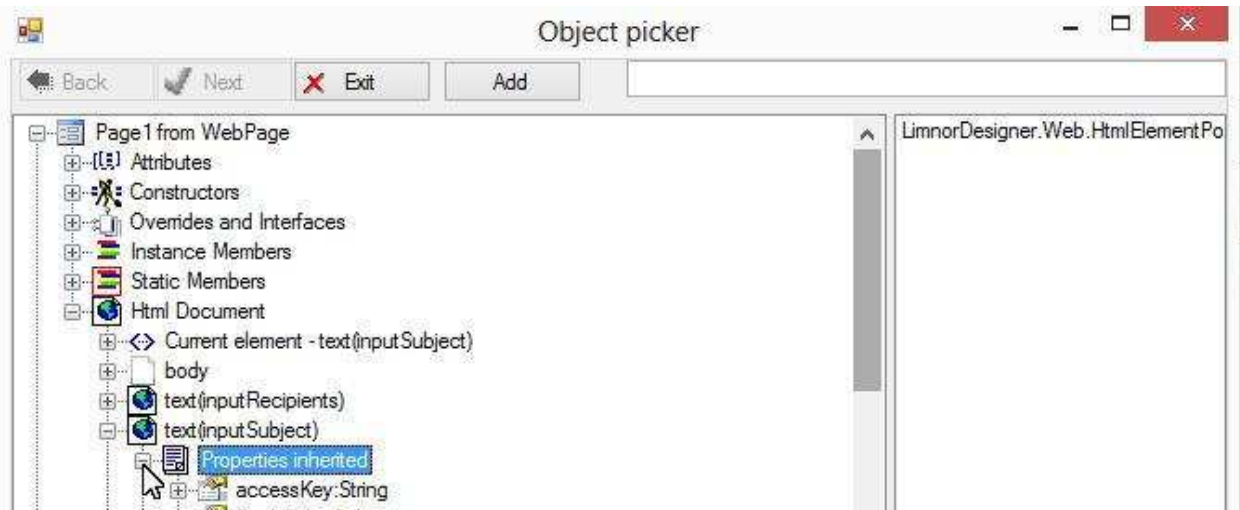 Object picker
Back Next Exit Add
Page1 from WebPage
LimnorDesigner.Web.HtmlElementPo
Attributes
Constructors
Overrides and Interfaces
Instance Members
Static Members
Html Document
Current element - text(inputSubject)
body
text(inputRecipients)
text(inputSubject)
Properties inherited
accessKey:String